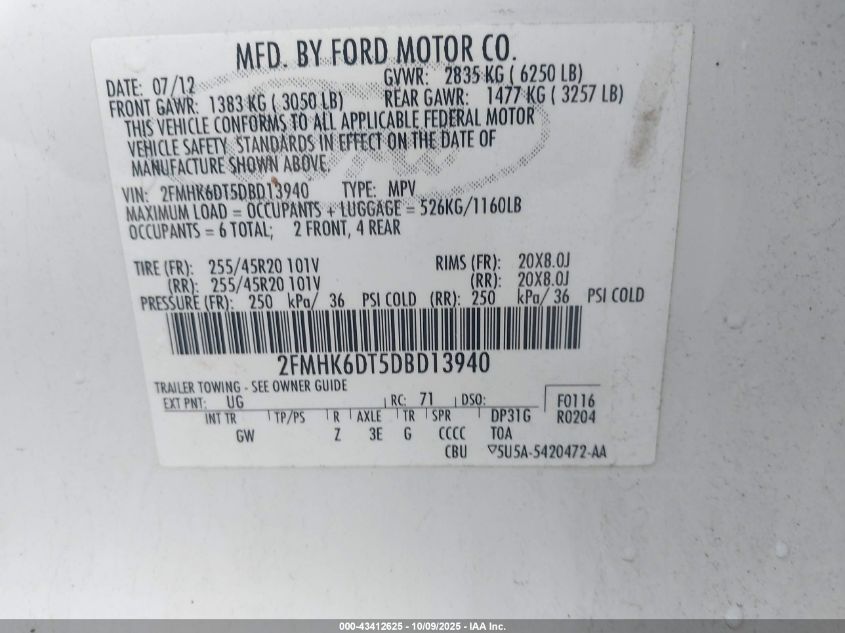 MFD. BY FORD MOTOR CO.
DATE: 07/12 GVWR: 2835 KG ( 6250 LB)
FRONT GAWR: 1383 KG ( 3050 LB) REAR GAWR: 1477 KG ( 3257 LB)
THIS VEHICLE CONFORMS TO ALL APPLICABLE FEDERAL MOTOR
VEHICLE SAFETY STANDARDS IN EFFECT ON THE DATE OF
MANUFACTURE SHOWN ABOVE.
VIN: 2FMHK6DT5DBD13940 TYPE: MPV
MAXIMUM LOAD = OCCUPANTS + LUGGAGE = 526KG/1160LB
OCCUPANTS = 6 TOTAL; 2 FRONT, 4 REAR
TIRE (FR): 255/45R20 101V RIMS (FR): 20X8.0J
(RR): 255/45R20 101V (RR): 20X8.0J
PRESSURE (FR): 250 kPa/ 36 PSI COLD (RR): 250 kPa/ 36 PSI COLD
2FMHK6DT5DBD13940
TRAILER TOWING - SEE OWNER GUIDE
EXT PNT: UG RC: 71 DSO: F0116
INT TR TP/PS R AXLE TR SPR DP31G R0204
GW Z 3E G CCCC TOA
CBU ▽5U5A-5420472-AA
000-43412625 - 10/09/2025 - IAA Inc.